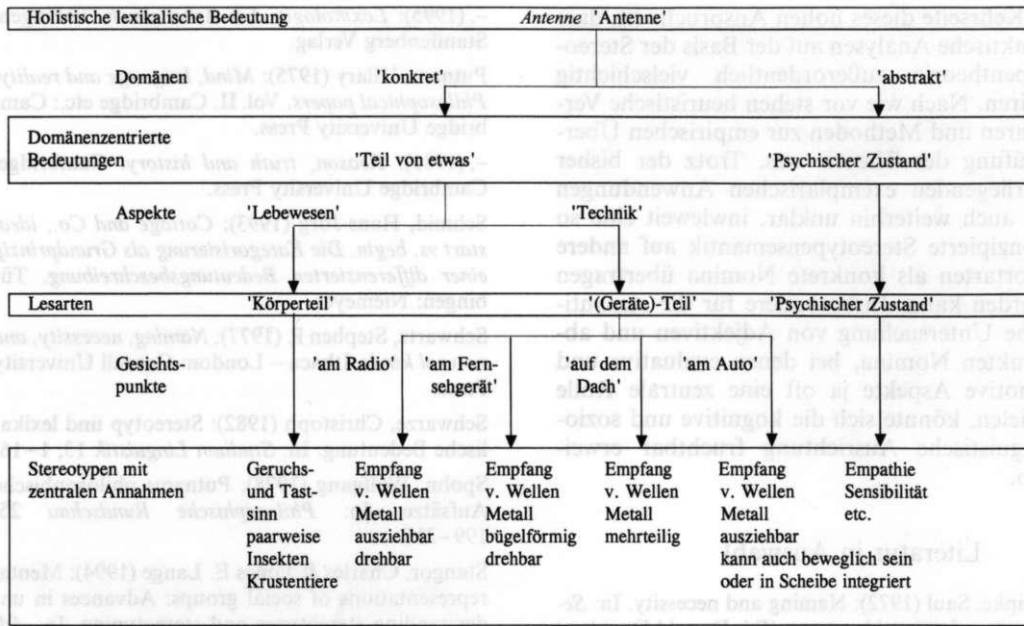 Holistische lexikalische Bedeutung Antenne 'Antenne'
Domänen 'konkret' 'abstrakt'
Domänenzentrierte
Bedeutungen 'Teil von etwas' 'Psychischer Zustand'
Aspekte 'Lebewesen' 'Technik'
Lesarten 'Körperteil' '(Geräte)-Teil' 'Psychischer Zustand'
Gesichts- 'am Radio' 'am Fern- 'auf dem 'am Auto'
punkte sehgerät' Dach'
Stereotypen mit Geruchs- Empfang Empfang Empfang Empfang Empathie
zentralen Annahmen und Tast- v. Wellen v. Wellen v. Wellen v. Wellen Sensibilität
sinn Metall Metall Metall Metall etc.
paarweise ausziehbar bügelförmig mehrteilig ausziehbar
Insekten drehbar drehbar kann auch beweglich sein
Krustentiere oder in Scheibe integriert